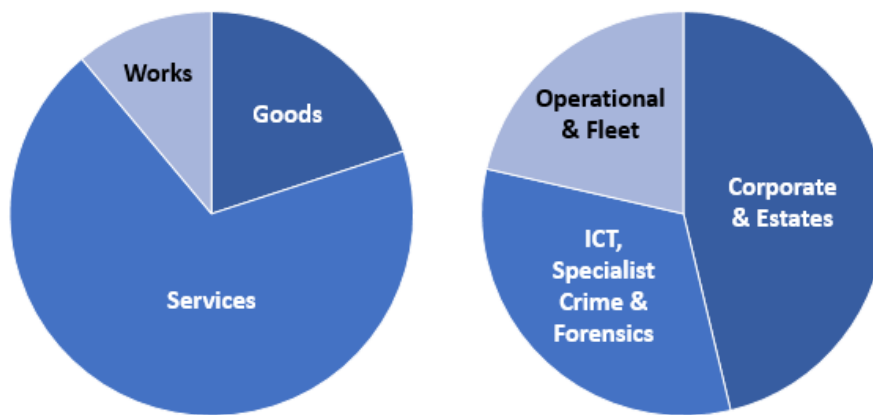 Works
Goods
Services
Operational
& Fleet
Corporate
& Estates
ICT,
Specialist
Crime &
Forensics